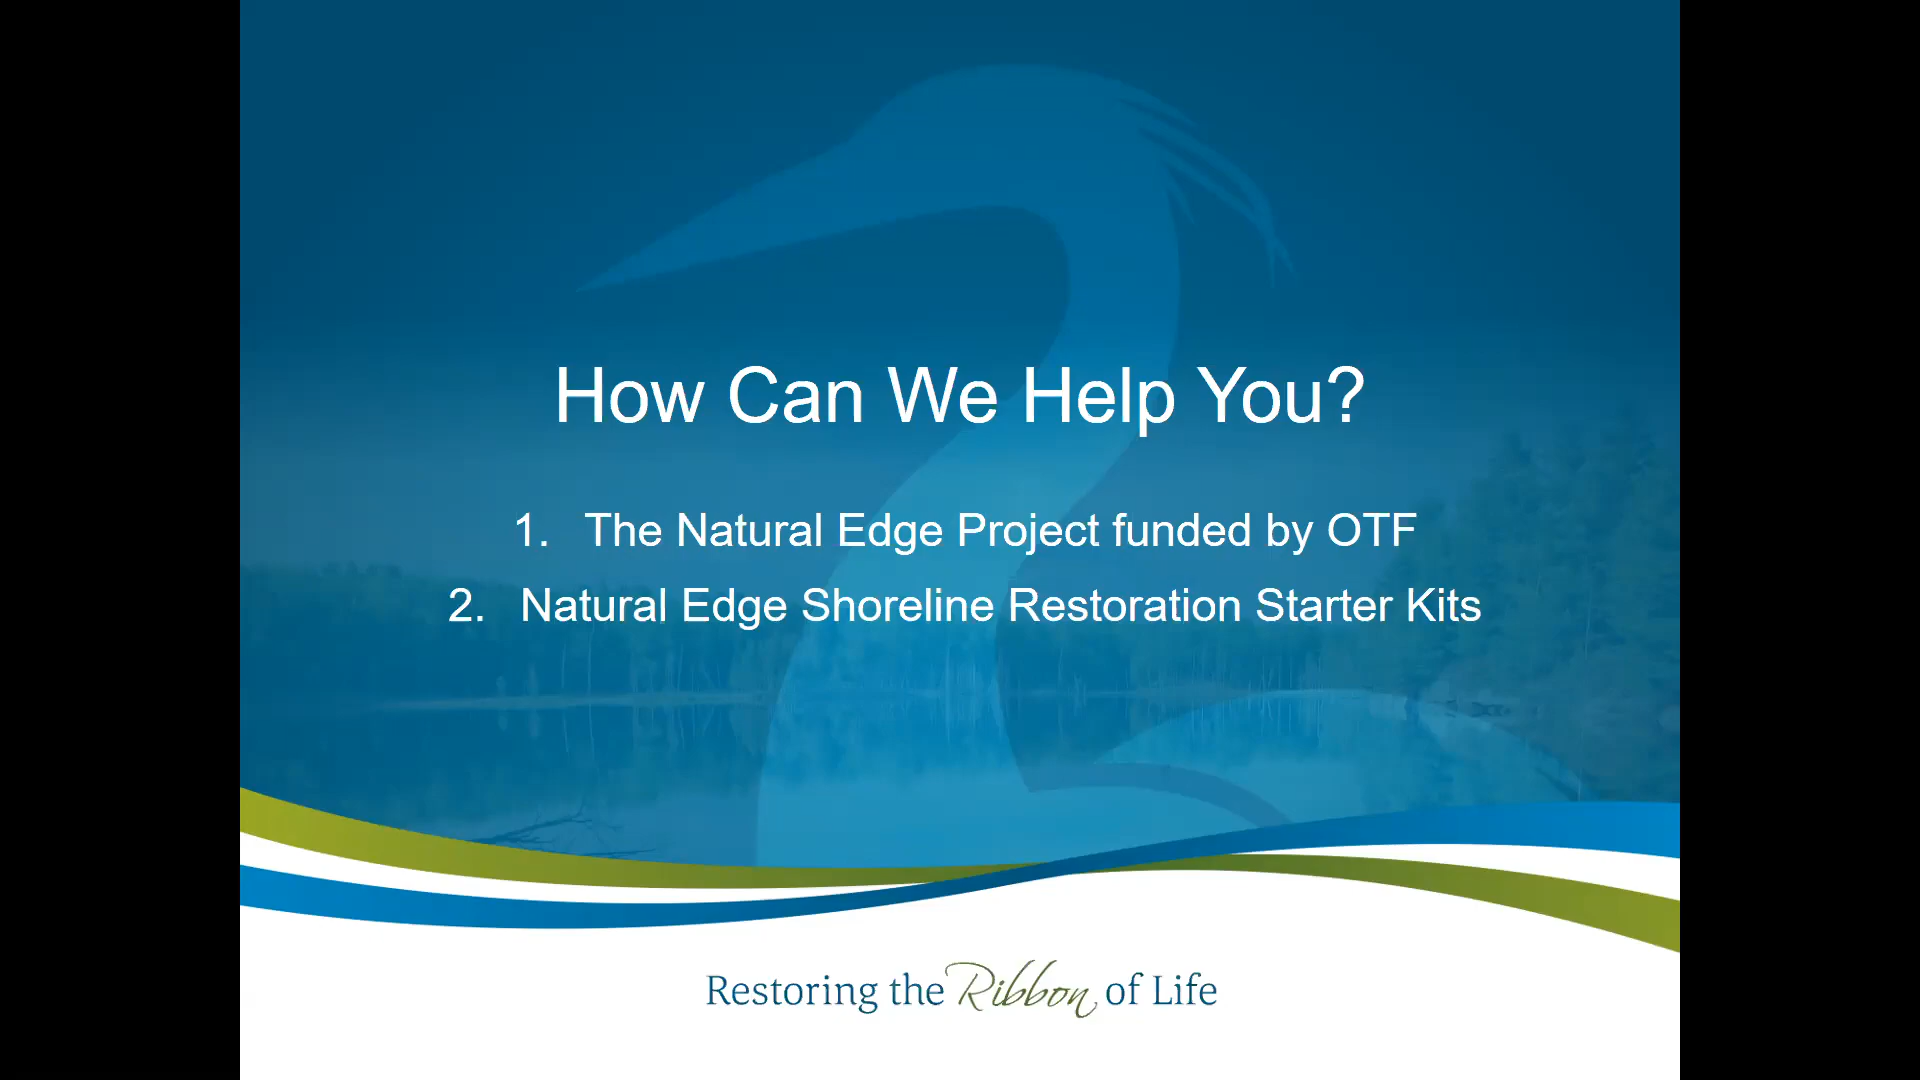 How Can We Help You?
1. The Natural Edge Project funded by OTF
2. Natural Edge Shoreline Restoration Starter Kits
Restoring the Ribbon of Life